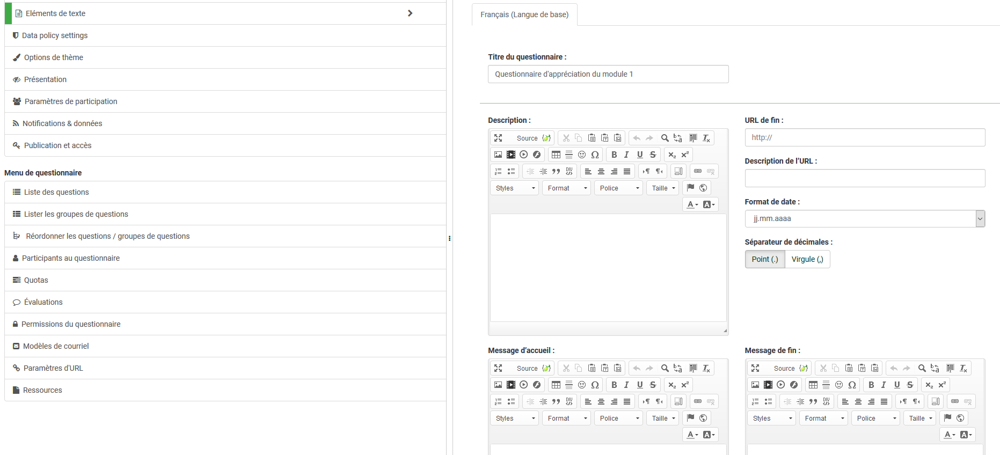 Eléments de texte
Data policy settings
Options de thème
Présentation
Paramètres de participation
Notifications & données
Publication et accès
Menu de questionnaire
Liste des questions
Lister les groupes de questions
Réordonner les questions / groupes de questions
Participants au questionnaire
Quotas
Évaluations
Permissions du questionnaire
Modèles de courriel
Paramètres d'URL
Ressources
Français (Langue de base)
Titre du questionnaire :
Questionnaire d'appréciation du module 1
Description :
Source
Styles Format Police Taille
URL de fin :
http://
Description de l’URL :
Format de date :
jj.mm.aaaa
Séparateur de décimales :
Point (.) Virgule (,)
Message d’accueil :
Source
Styles Format Police Taille
Message de fin :
Source
Styles Format Police Taille